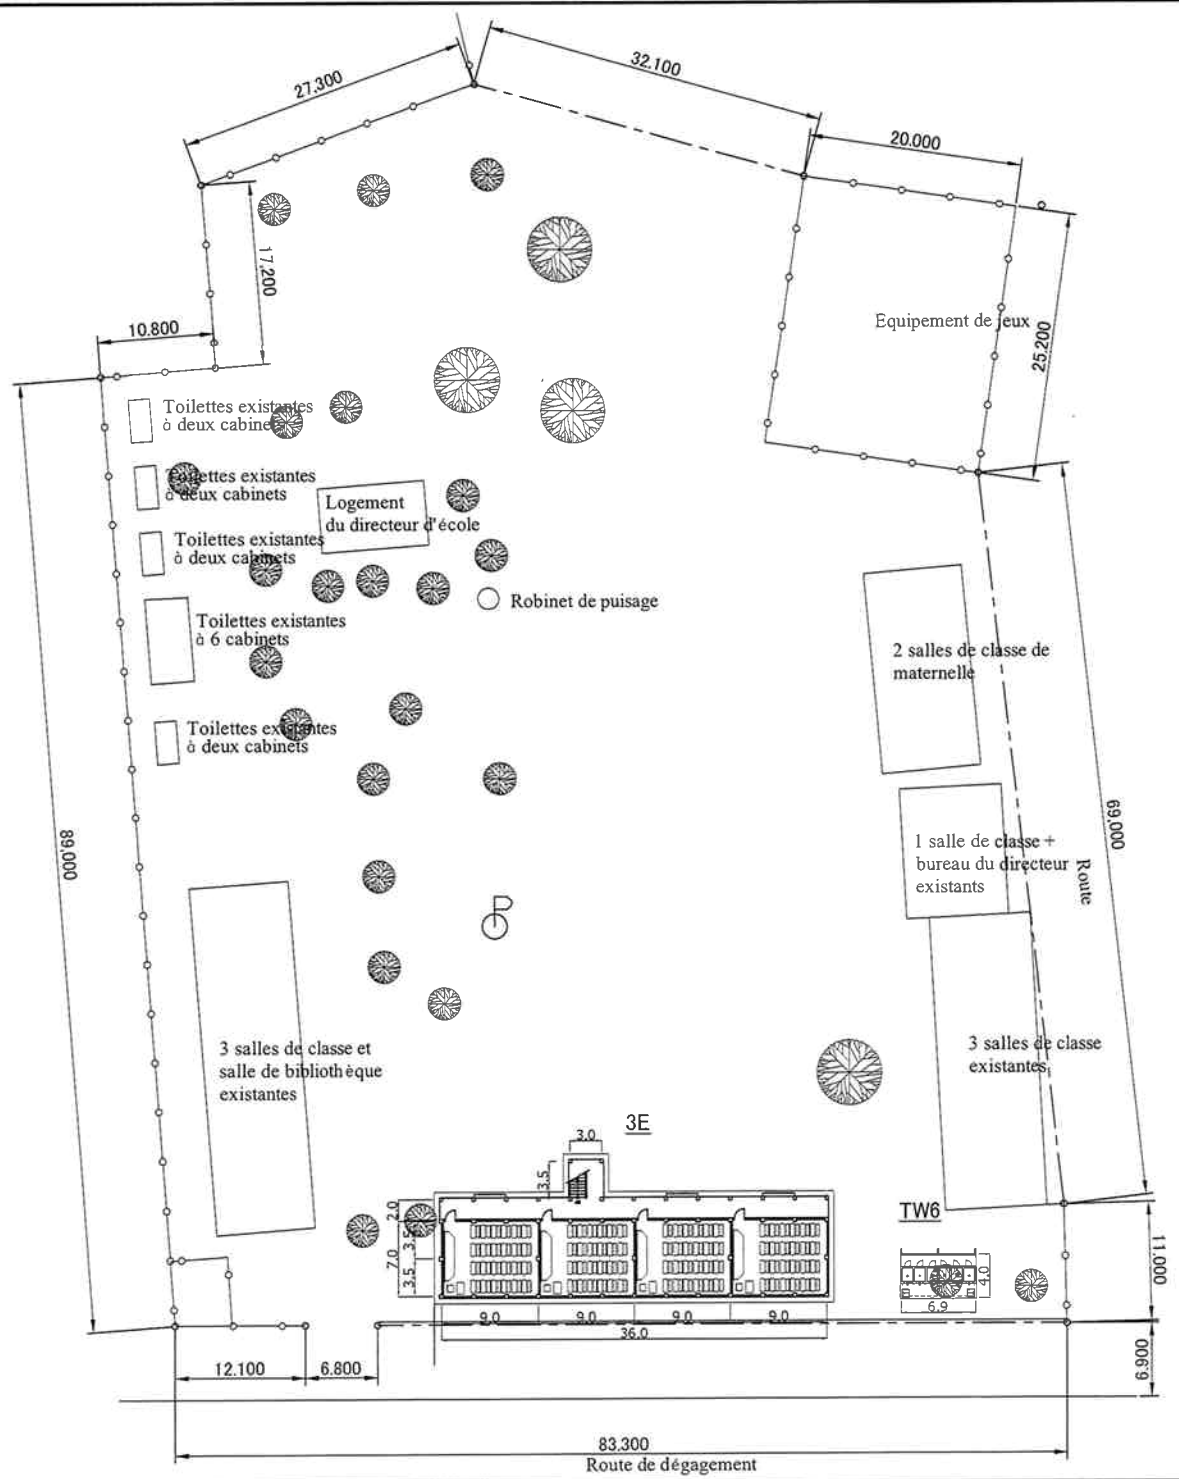 27.300
32.100
20.000
17.200
10.800
Equipement de jeux
25.200
Toilettes existantes
à deux cabinets
Toilettes existantes
à deux cabinets
Logement
du directeur d'école
Toilettes existantes
à deux cabinets
Robinet de puisage
Toilettes existantes
à 6 cabinets
2 salles de classe de
maternelle
Toilettes existantes
à deux cabinets
89.000
69.000
1 salle de classe +
bureau du directeur
existants
Route
3 salles de classe et
salle de bibliothèque
existantes
3 salles de classe
existantes
3E
3.0
3.5
2.0
7.0
3.5
3.5
TW6
4.0
6.9
11.000
9.0
9.0
9.0
9.0
36.0
12.100
6.800
6.900
83.300
Route de dégagement